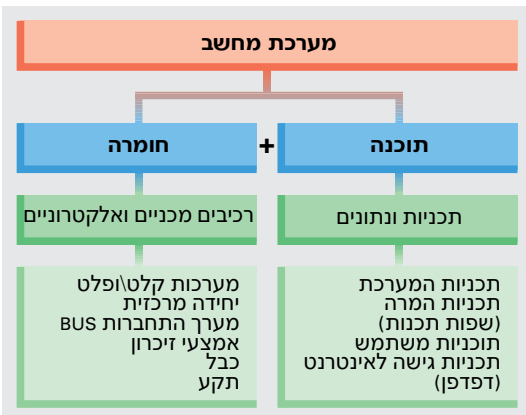 מערכת מחשב
תוכנה
+
חומרה
תכניות ונתונים
רכיבים מכניים ואלקטרוניים
תכניות המערכת
תכניות המרה
(שפות תכנות)
תוכניות משתמש
תכניות גישה לאינטרנט
(דפדפן)
מערכות קלט\ופלט
יחידה מרכזית
מערך התחברות BUS
אמצעי זיכרון
כבל
תקע